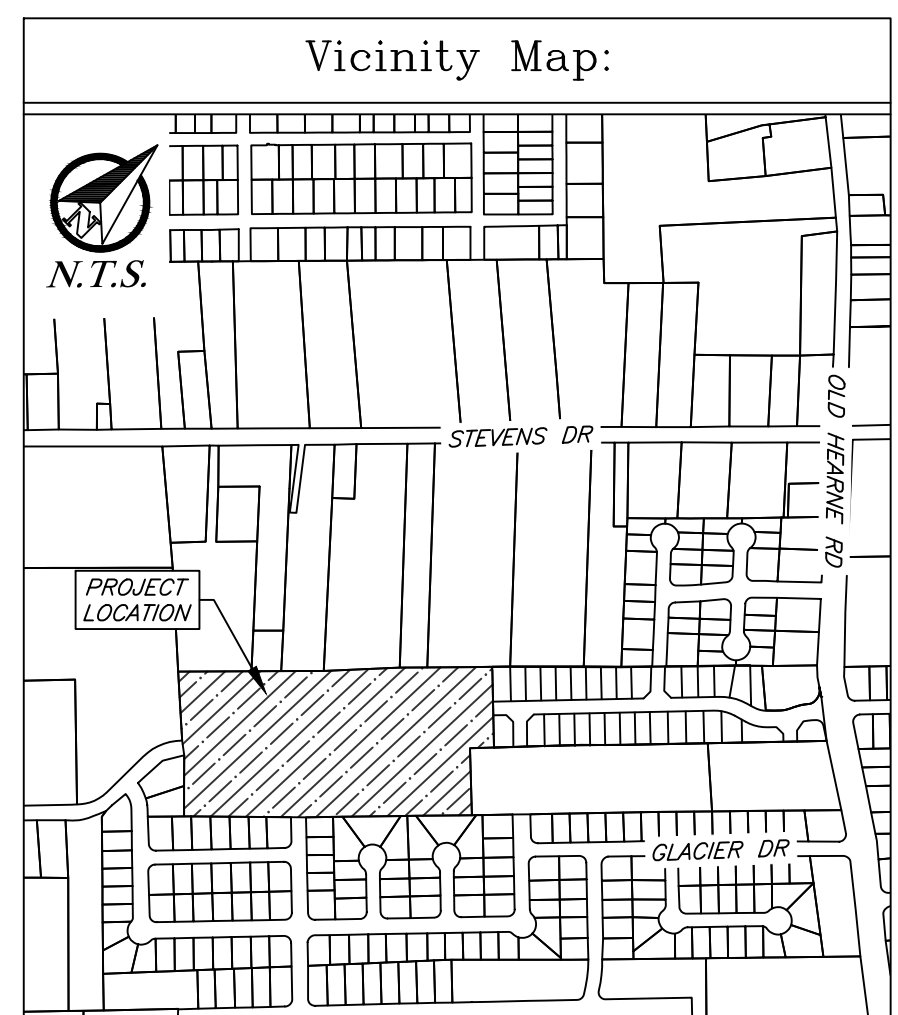 Vicinity Map:
N
N.T.S.
STEVENS DR
OLD HEARNE RD
PROJECT
LOCATION
GLACIER DR